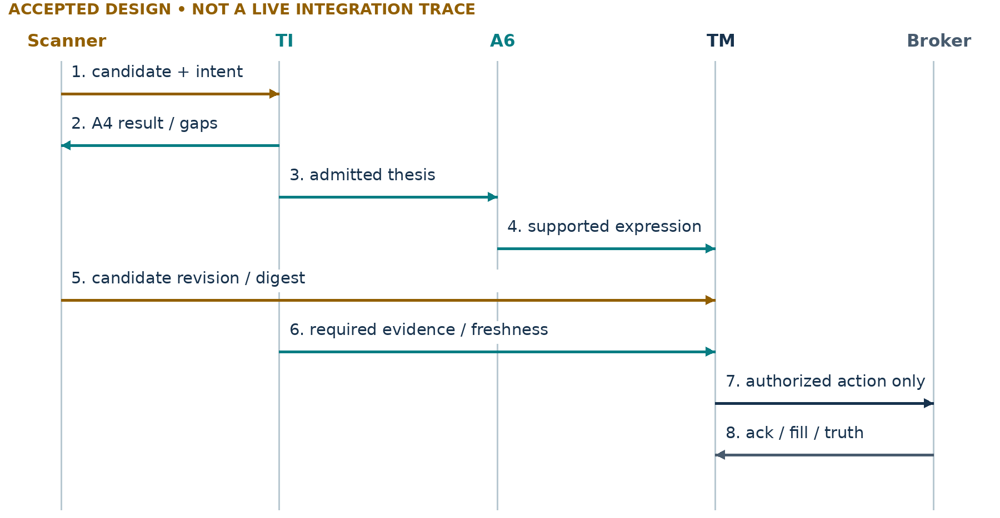 ACCEPTED DESIGN • NOT A LIVE INTEGRATION TRACE
Scanner TI A6 TM Broker
1. candidate + intent
2. A4 result / gaps
3. admitted thesis
4. supported expression
5. candidate revision / digest
6. required evidence / freshness
7. authorized action only
8. ack / fill / truth